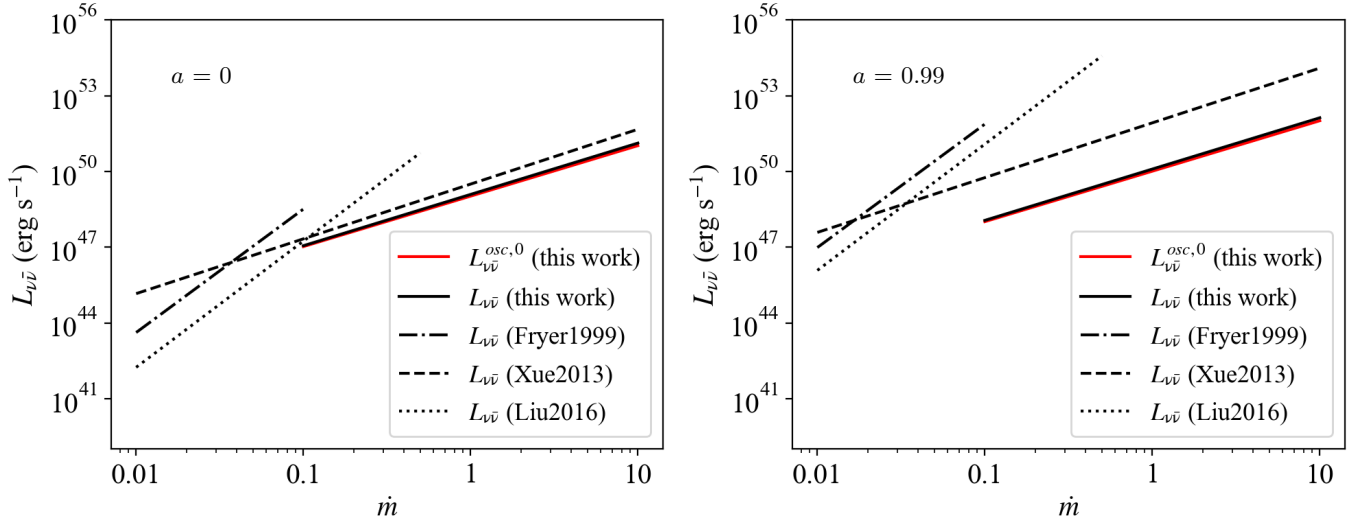 10^56
10^53
10^50
10^47
10^44
10^41
L_νν̄ (erg s^−1)
a = 0
L_νν̄^osc,0 (this work)
L_νν̄ (this work)
L_νν̄ (Fryer1999)
L_νν̄ (Xue2013)
L_νν̄ (Liu2016)
0.01 0.1 1 10
ṁ
10^56
10^53
10^50
10^47
10^44
10^41
L_νν̄ (erg s^−1)
a = 0.99
L_νν̄^osc,0 (this work)
L_νν̄ (this work)
L_νν̄ (Fryer1999)
L_νν̄ (Xue2013)
L_νν̄ (Liu2016)
0.01 0.1 1 10
ṁ